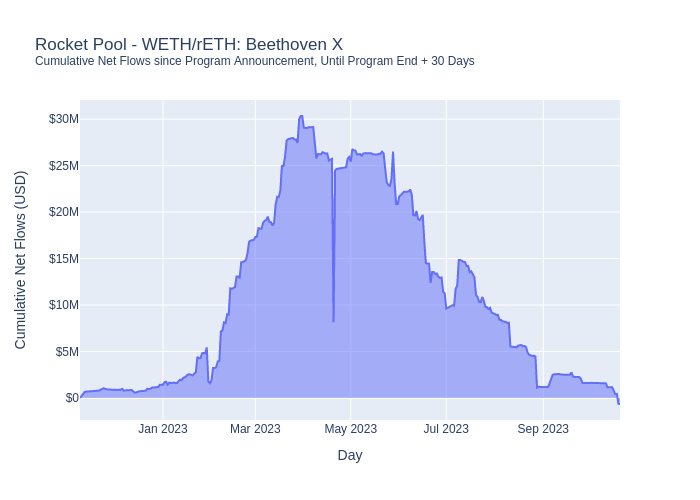 Rocket Pool - WETH/rETH: Beethoven X
Cumulative Net Flows since Program Announcement, Until Program End + 30 Days
Cumulative Net Flows (USD)
$30M
$25M
$20M
$15M
$10M
$5M
$0
Jan 2023
Mar 2023
May 2023
Jul 2023
Sep 2023
Day